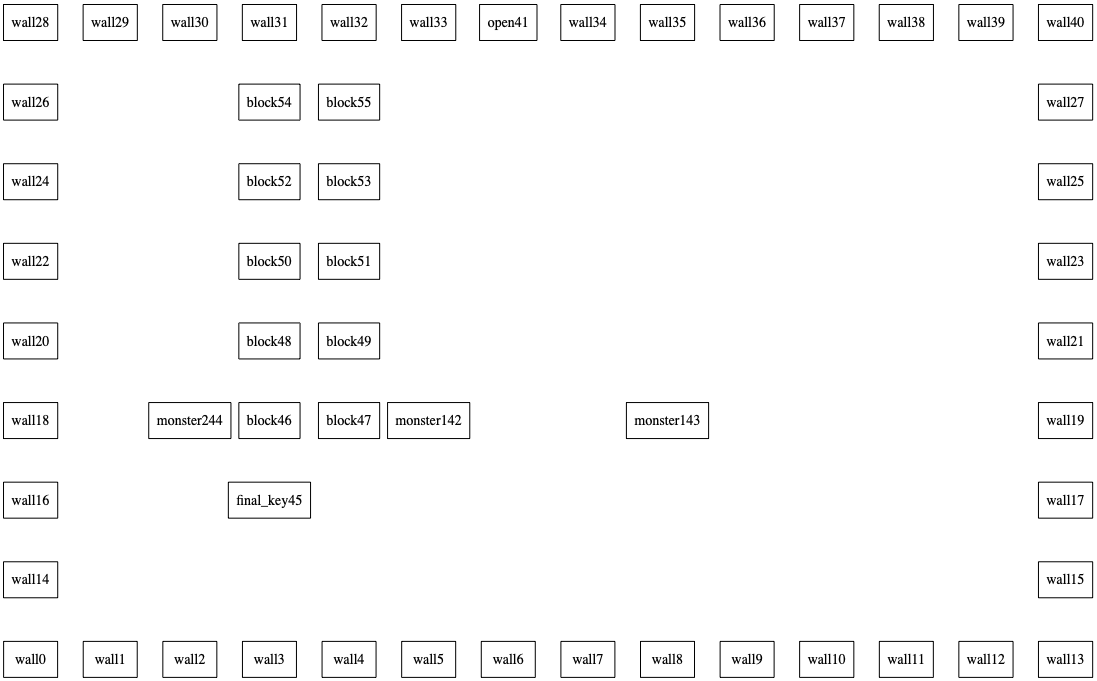 wall28 wall29 wall30 wall31 wall32 wall33 open41 wall34 wall35 wall36 wall37 wall38 wall39 wall40
wall26 block54 block55 wall27
wall24 block52 block53 wall25
wall22 block50 block51 wall23
wall20 block48 block49 wall21
wall18 monster244 block46 block47 monster142 monster143 wall19
wall16 final_key45 wall17
wall14 wall15
wall0 wall1 wall2 wall3 wall4 wall5 wall6 wall7 wall8 wall9 wall10 wall11 wall12 wall13